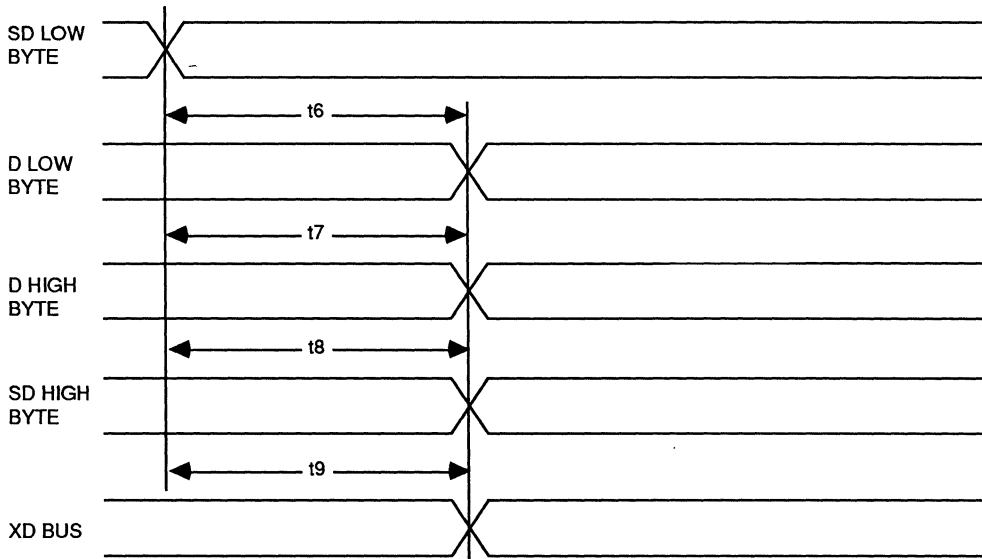 SD LOW
BYTE
t6
D LOW
BYTE
t7
D HIGH
BYTE
t8
SD HIGH
BYTE
t9
XD BUS